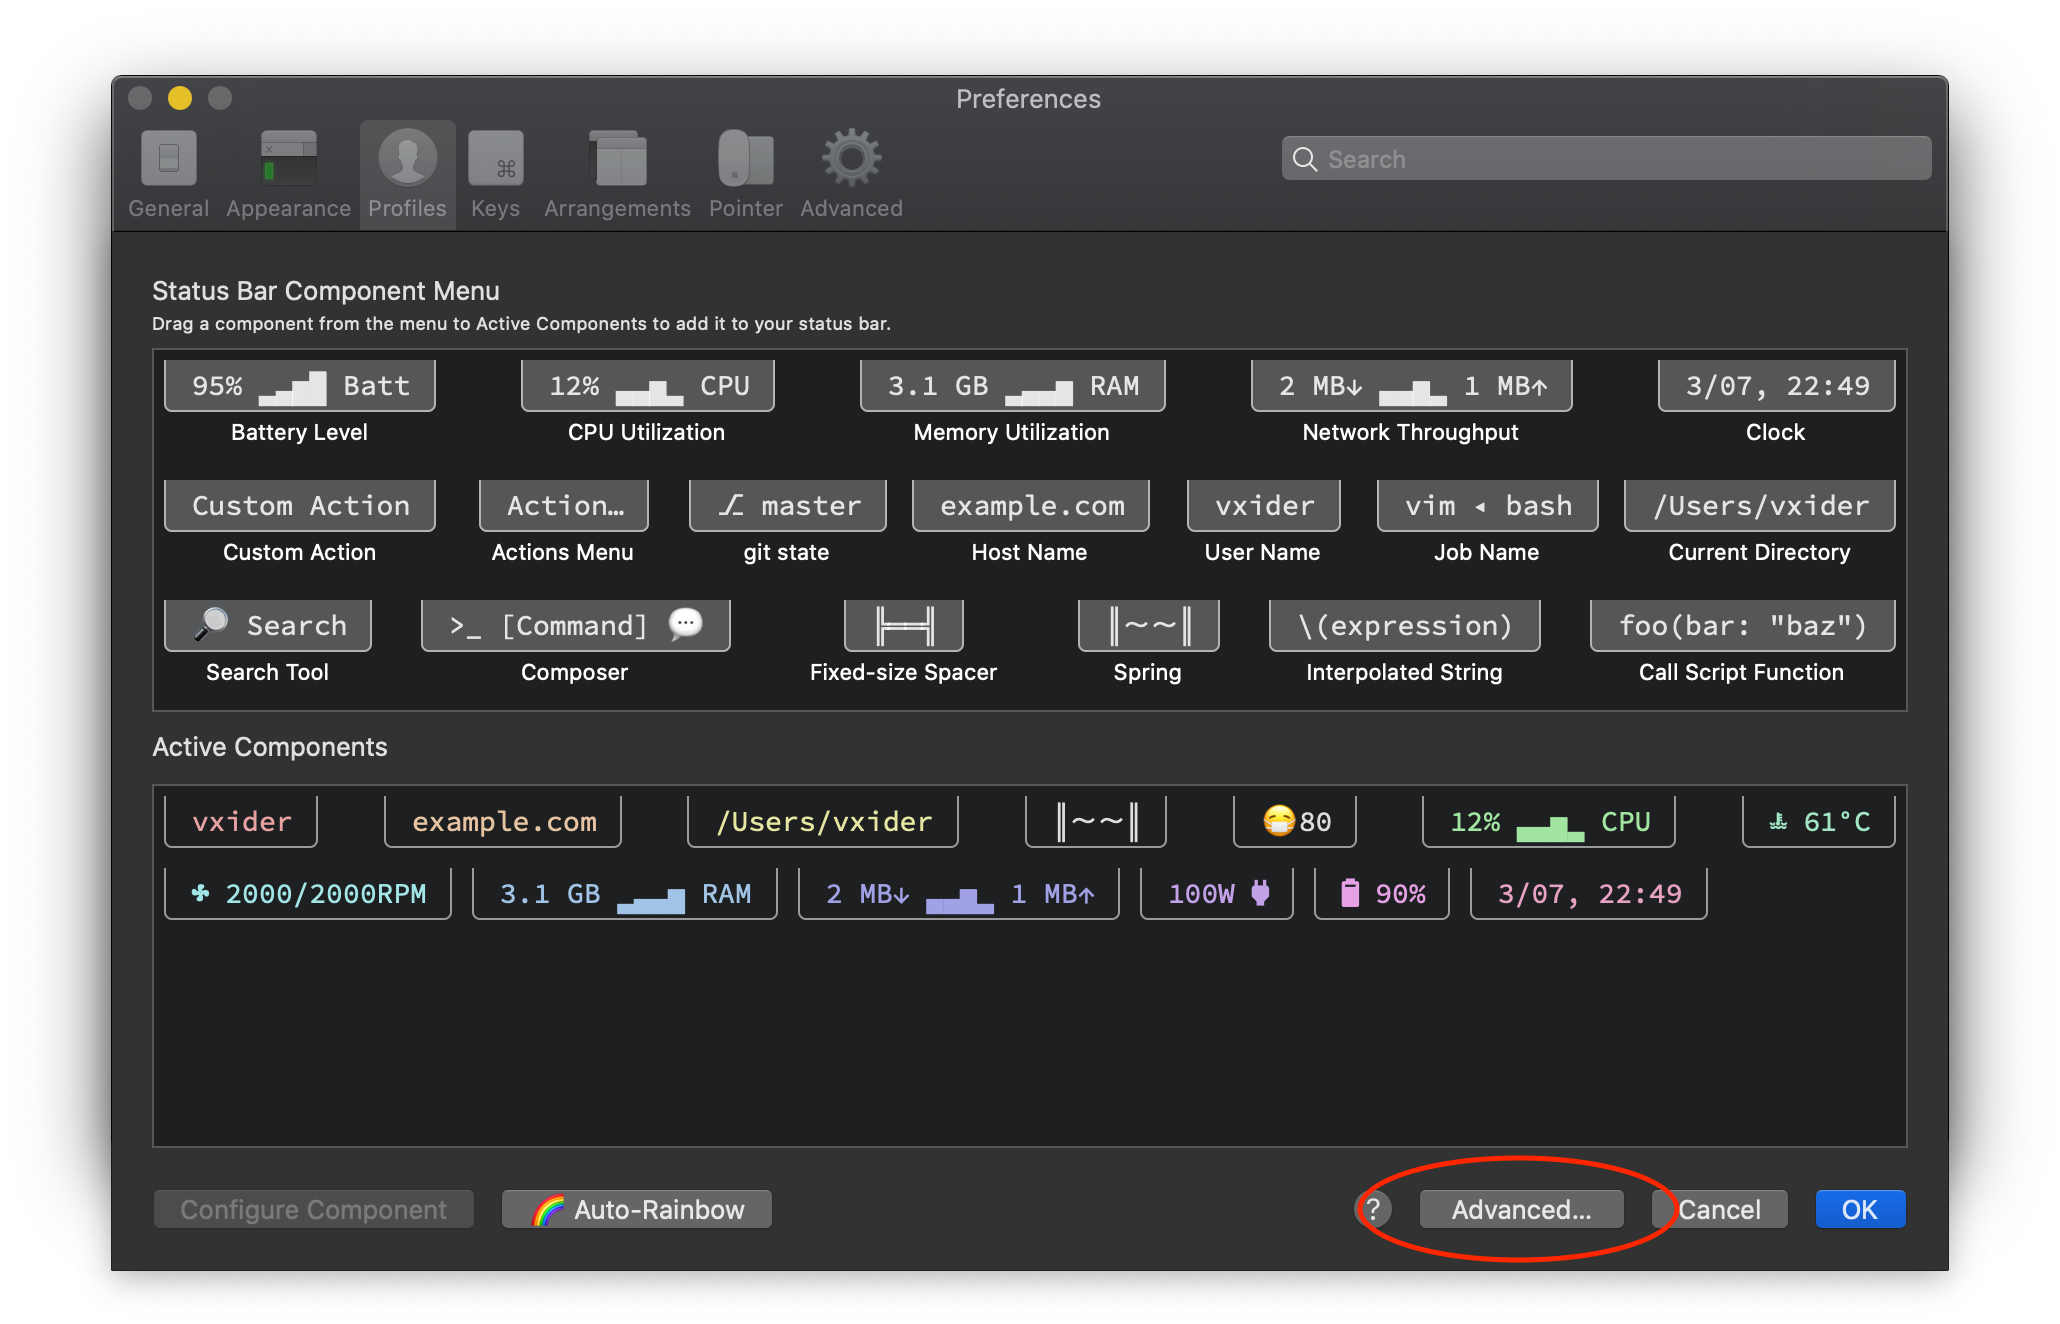 Preferences
General Appearance Profiles Keys Arrangements Pointer Advanced
Search
Status Bar Component Menu
Drag a component from the menu to Active Components to add it to your status bar.
95% Batt 12% CPU 3.1 GB RAM 2 MB↓ 1 MB↑ 3/07, 22:49
Battery Level CPU Utilization Memory Utilization Network Throughput Clock
Custom Action Action… master example.com vxider vim ◂ bash /Users/vxider
Custom Action Actions Menu git state Host Name User Name Job Name Current Directory
🔎 Search >_ [Command] 💬 ╠══╣ ║~~║ \(expression) foo(bar: "baz")
Search Tool Composer Fixed-size Spacer Spring Interpolated String Call Script Function
Active Components
vxider example.com /Users/vxider ║~~║ 😷80 12% CPU 61°C
2000/2000RPM 3.1 GB RAM 2 MB↓ 1 MB↑ 100W 90% 3/07, 22:49
Configure Component 🌈 Auto-Rainbow ? Advanced... Cancel OK